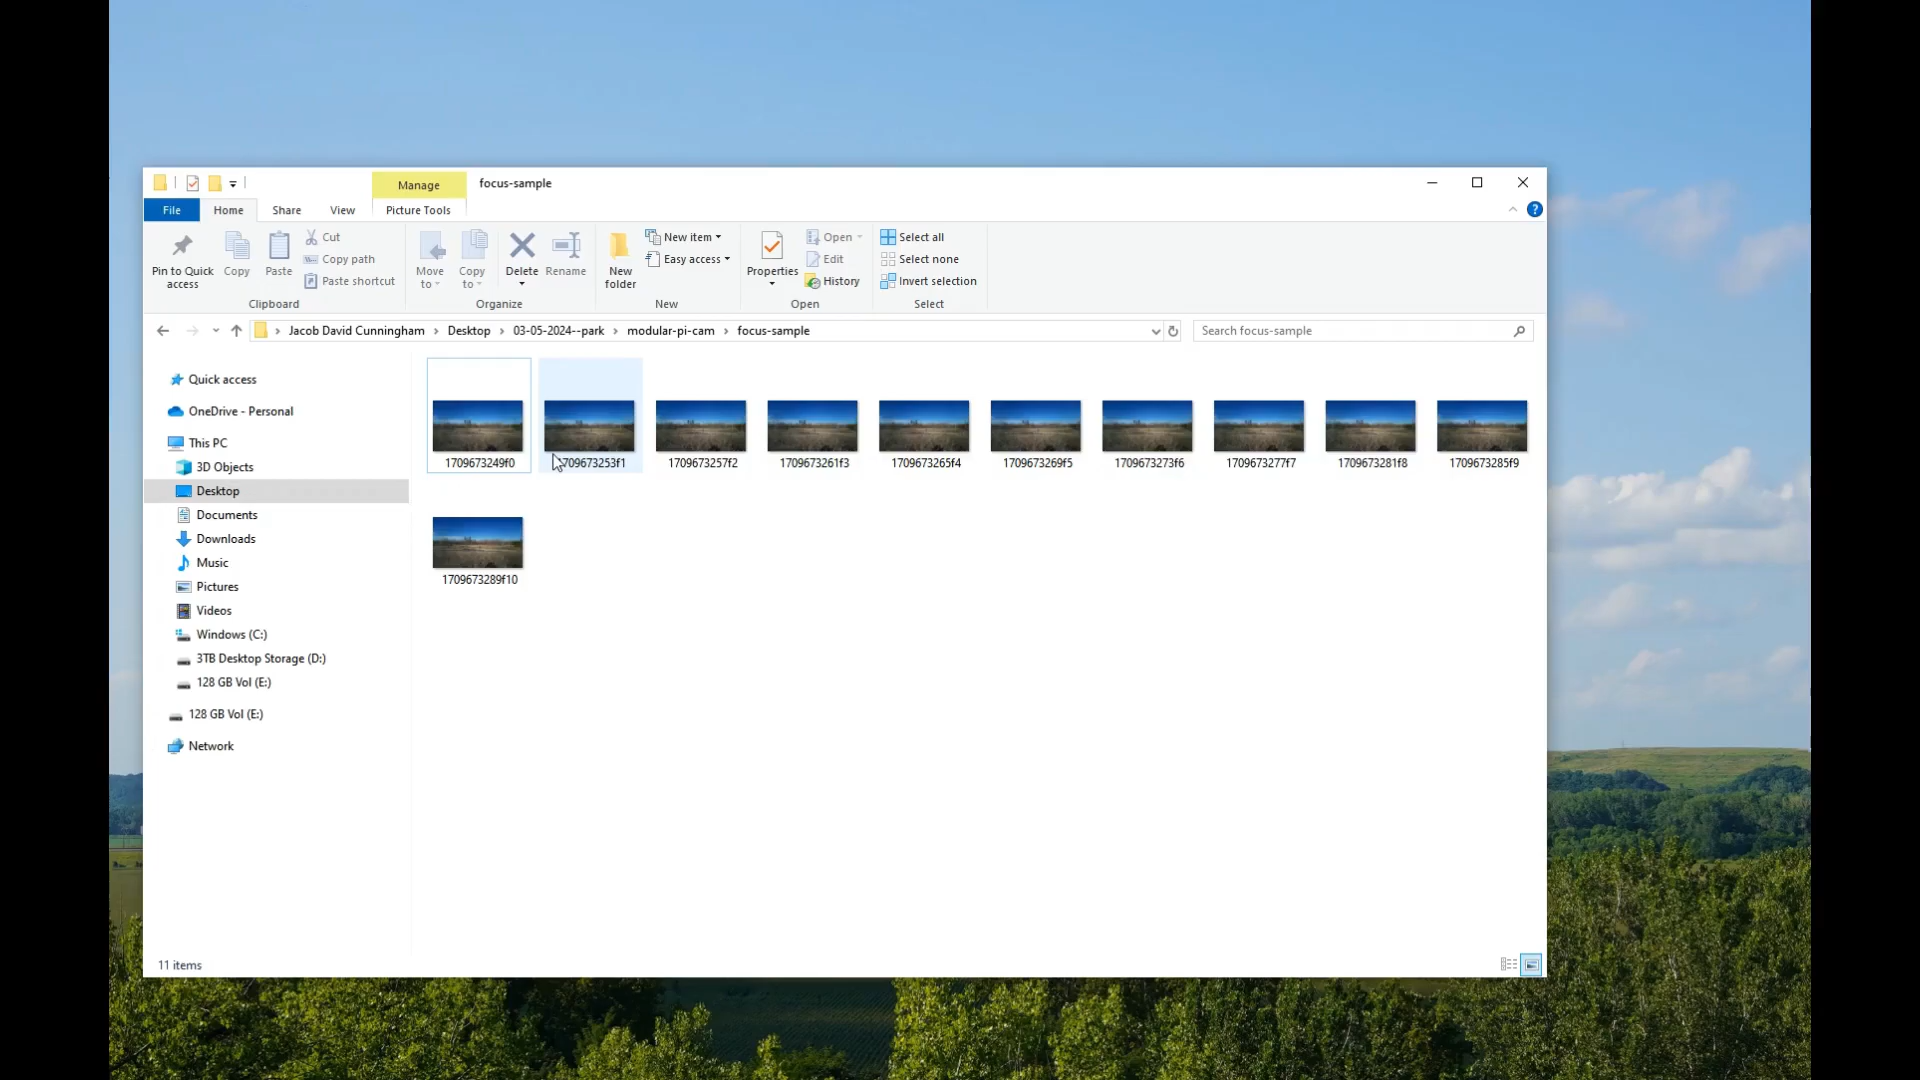 Manage focus-sample
File Home Share View Picture Tools
Pin to Quick access
Copy
Paste
Cut
Copy path
Paste shortcut
Clipboard
Move to
Copy to
Delete
Rename
Organize
New folder
New item
Easy access
New
Properties
Open
Edit
History
Open
Select all
Select none
Invert selection
Select
Jacob David Cunningham Desktop 03-05-2024--park modular-pi-cam focus-sample
Search focus-sample
Quick access
OneDrive - Personal
This PC
3D Objects
Desktop
Documents
Downloads
Music
Pictures
Videos
Windows (C:)
3TB Desktop Storage (D:)
128 GB Vol (E:)
128 GB Vol (E:)
Network
1709673249f0 1709673253f1 1709673257f2 1709673261f3 1709673265f4 1709673269f5 1709673273f6 1709673277f7 1709673281f8 1709673285f9
1709673289f10
11 items